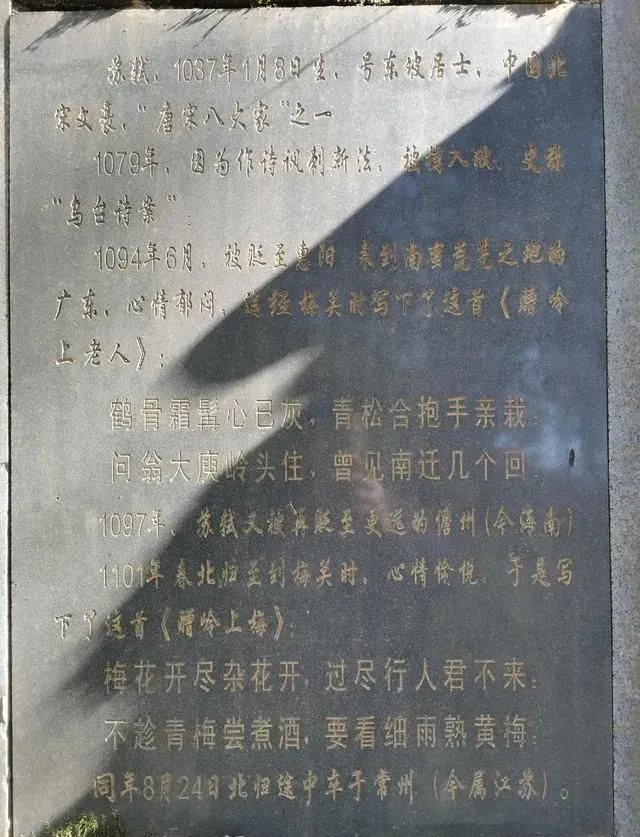 苏轼，1037年1月8日生，号东坡居士，中国北
宋文豪，“唐宋八大家”之一
1079年，因为作诗讽刺新法，被捕入狱，史称
“乌台诗案”
1094年6月，被贬至惠阳，来到南蛮荒芜之地的
广东，心情郁闷，途经梅关时写下了这首《赠岭
上老人》：
鹤骨霜髯心已灰，青松合抱手亲栽；
问翁大庾岭头住，曾见南迁几个回
1097年，苏轼又被再贬至更远的儋州(今海南)
1101年春北归至到梅关时，心情愉悦，于是写
下了这首《赠岭上梅》；
梅花开尽杂花开，过尽行人君不来；
不趁青梅尝煮酒，要看细雨熟黄梅；
同年8月24日北归途中卒于常州(今属江苏)。